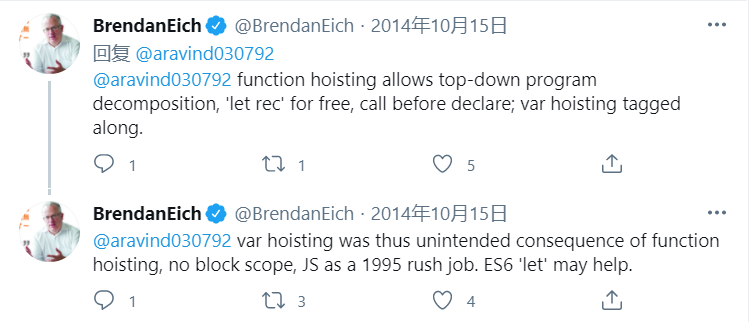 BrendanEich @BrendanEich · 2014年10月15日
回复 @aravind030792
@aravind030792 function hoisting allows top-down program
decomposition, 'let rec' for free, call before declare; var hoisting tagged
along.
1 1 5
BrendanEich @BrendanEich · 2014年10月15日
@aravind030792 var hoisting was thus unintended consequence of function
hoisting, no block scope, JS as a 1995 rush job. ES6 'let' may help.
1 3 4